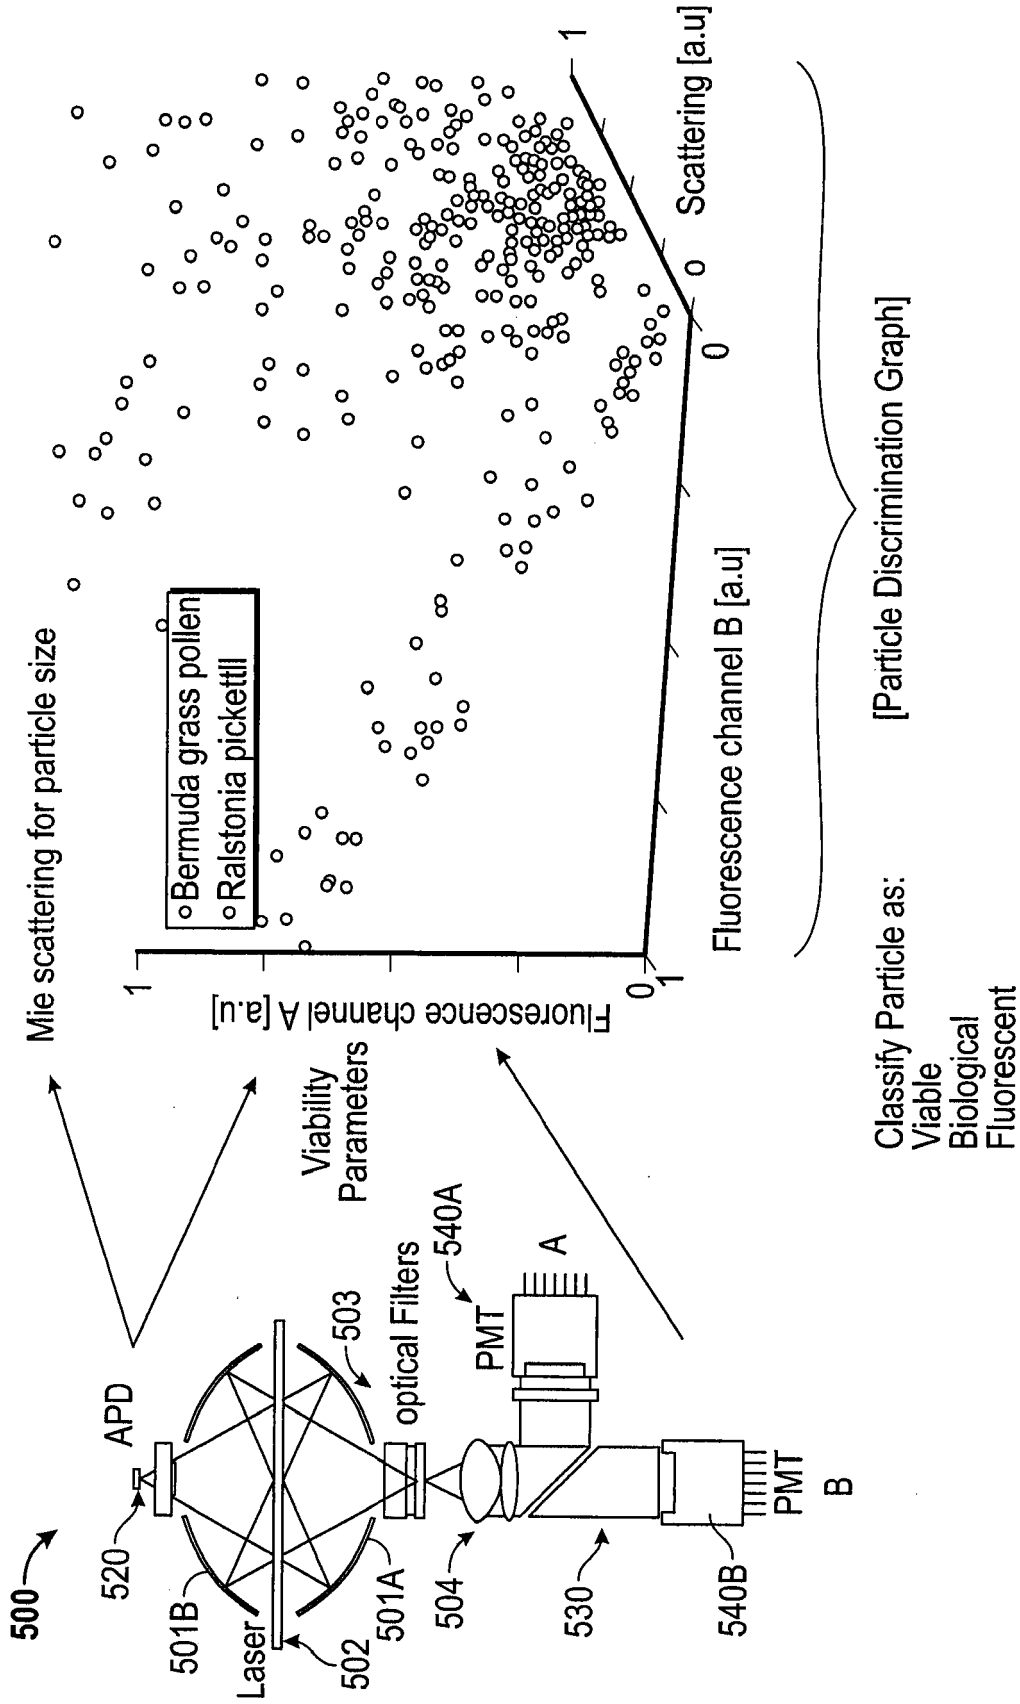 500
520
APD
501B
Laser
502
501A
503
optical Filters
504
530
540B
PMT
B
PMT
540A
A
Mie scattering for particle size
Viability
Parameters
Bermuda grass pollen
Ralstonia pickettll
1
Fluorescence channel A [a.u]
0
1
Fluorescence channel B [a.u]
0
0
Scattering [a.u]
1
[Particle Discrimination Graph]
Classify Particle as:
Viable
Biological
Fluorescent